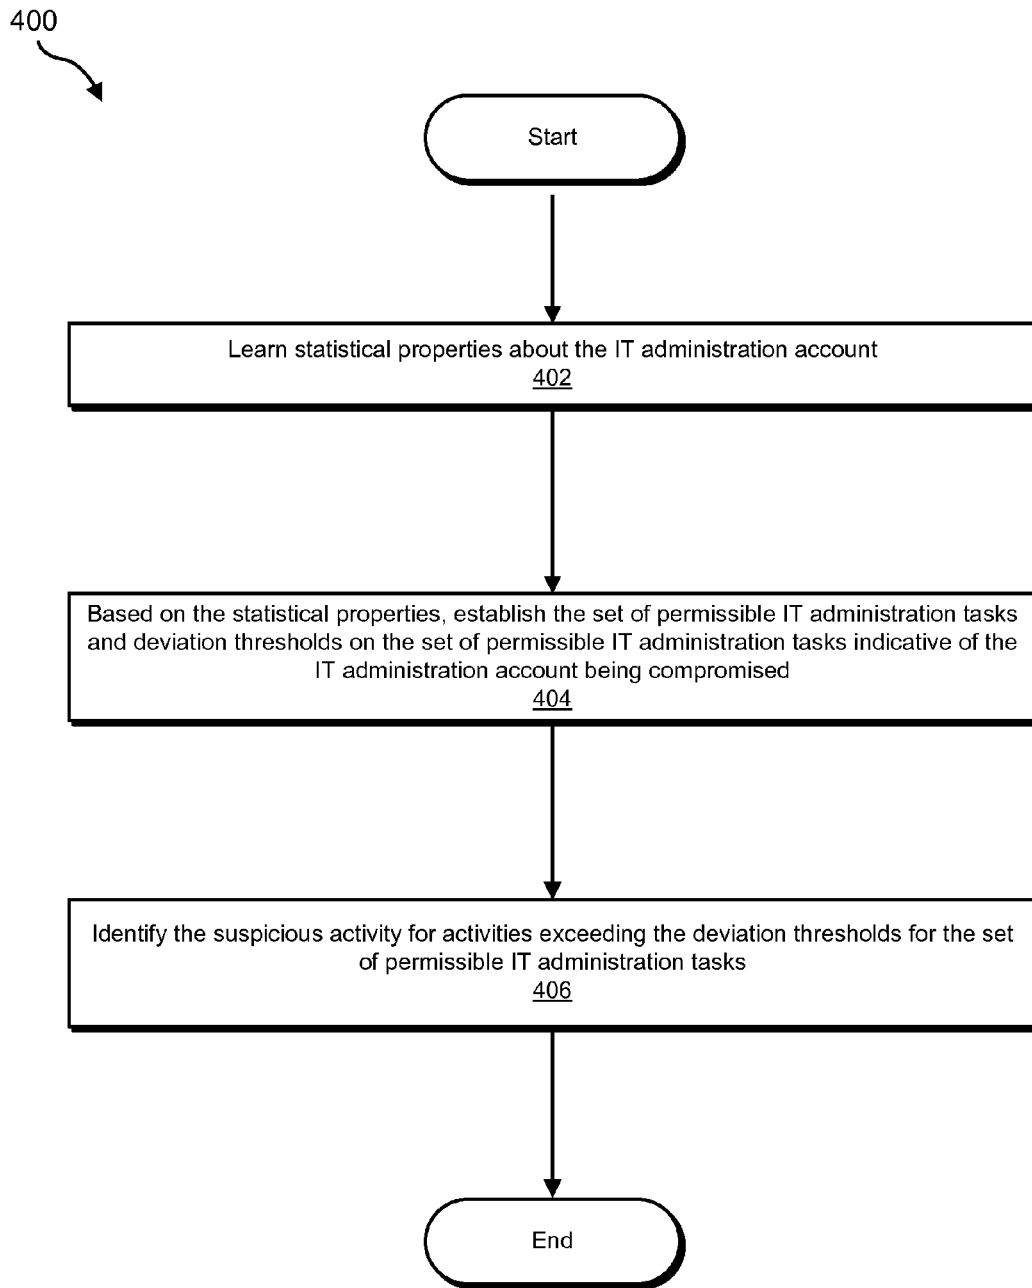 400
Start
Learn statistical properties about the IT administration account
402
Based on the statistical properties, establish the set of permissible IT administration tasks
and deviation thresholds on the set of permissible IT administration tasks indicative of the
IT administration account being compromised
404
Identify the suspicious activity for activities exceeding the deviation thresholds for the set
of permissible IT administration tasks
406
End